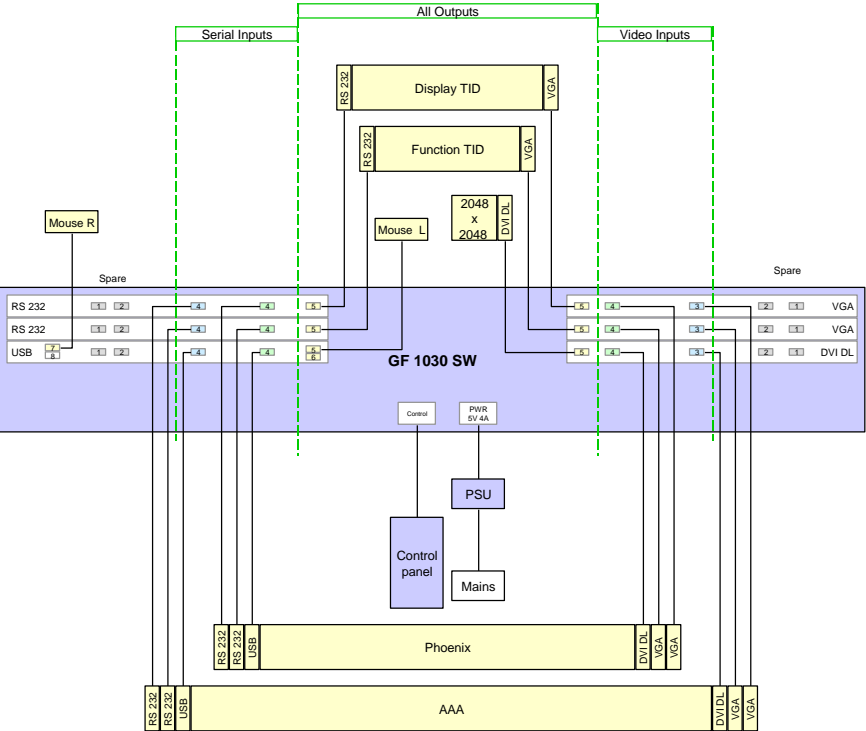 All Outputs
Serial Inputs
Video Inputs
RS 232
Display TID
VGA
RS 232
Function TID
VGA
Mouse R
Mouse L
2048
x
2048
DVI DL
Spare
Spare
RS 232 1 2 4 4 5
5 4 3 2 1 VGA
RS 232 1 2 4 4 5
5 4 3 2 1 VGA
USB 7 8 1 2 4 4 5 6
5 4 3 2 1 DVI DL
GF 1030 SW
Control
PWR
5V 4A
PSU
Control
panel
Mains
RS 232
RS 232
USB
Phoenix
DVI DL
VGA
VGA
RS 232
RS 232
USB
AAA
DVI DL
VGA
VGA